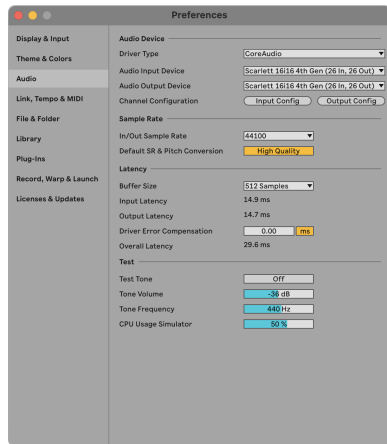 Preferences
Display & Input
Theme & Colors
Audio
Link, Tempo & MIDI
File & Folder
Library
Plug-Ins
Record, Warp & Launch
Licenses & Updates
Audio Device
Driver Type CoreAudio
Audio Input Device Scarlett 16i16 4th Gen (26 In, 26 Out)
Audio Output Device Scarlett 16i16 4th Gen (26 In, 26 Out)
Channel Configuration Input Config Output Config
Sample Rate
In/Out Sample Rate 44100
Default SR & Pitch Conversion High Quality
Latency
Buffer Size 512 Samples
Input Latency 14.9 ms
Output Latency 14.7 ms
Driver Error Compensation 0.00 ms
Overall Latency 29.6 ms
Test
Test Tone Off
Tone Volume -36 dB
Tone Frequency 440 Hz
CPU Usage Simulator 50 %